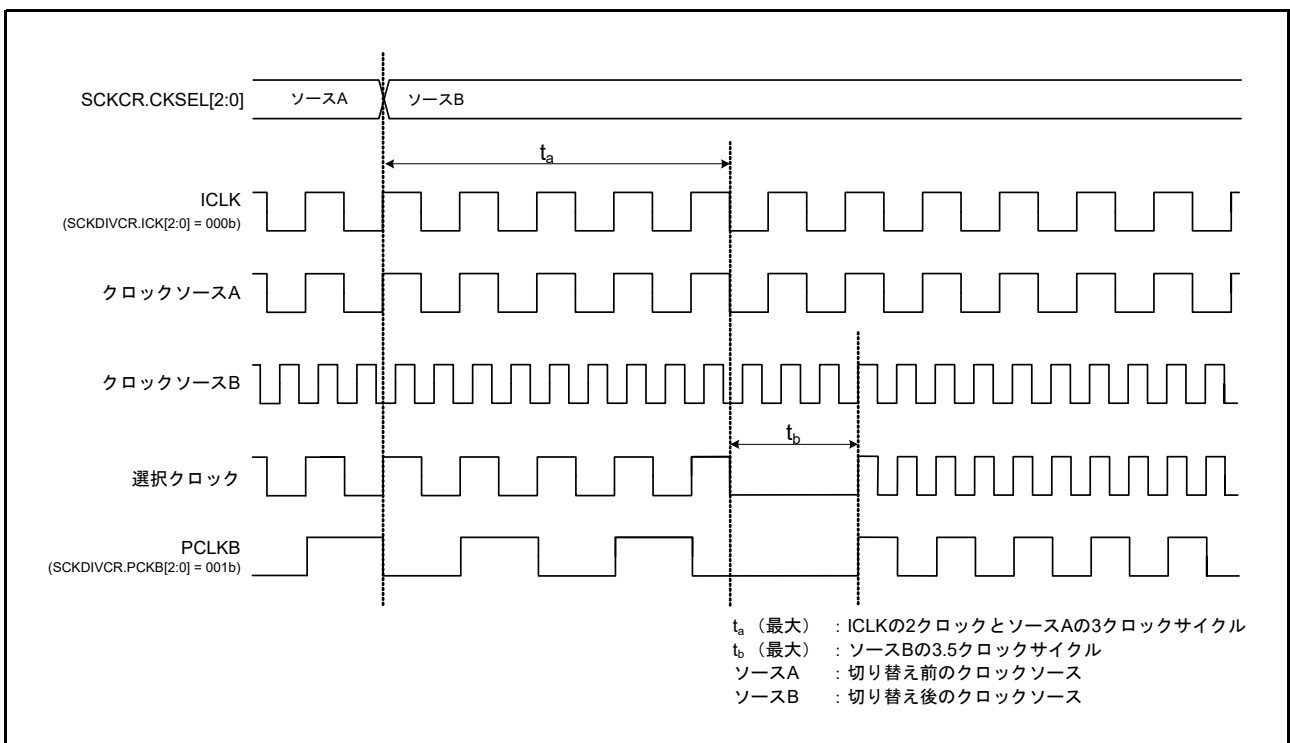 SCKCR.CKSEL[2:0]
ソースA
ソースB
ta
ICLK
(SCKDIVCR.ICK[2:0] = 000b)
クロックソースA
クロックソースB
tb
選択クロック
PCLKB
(SCKDIVCR.PCKB[2:0] = 001b)
ta （最大） ：ICLKの2クロックとソースAの3クロックサイクル
tb （最大） ：ソースBの3.5クロックサイクル
ソースA ：切り替え前のクロックソース
ソースB ：切り替え後のクロックソース